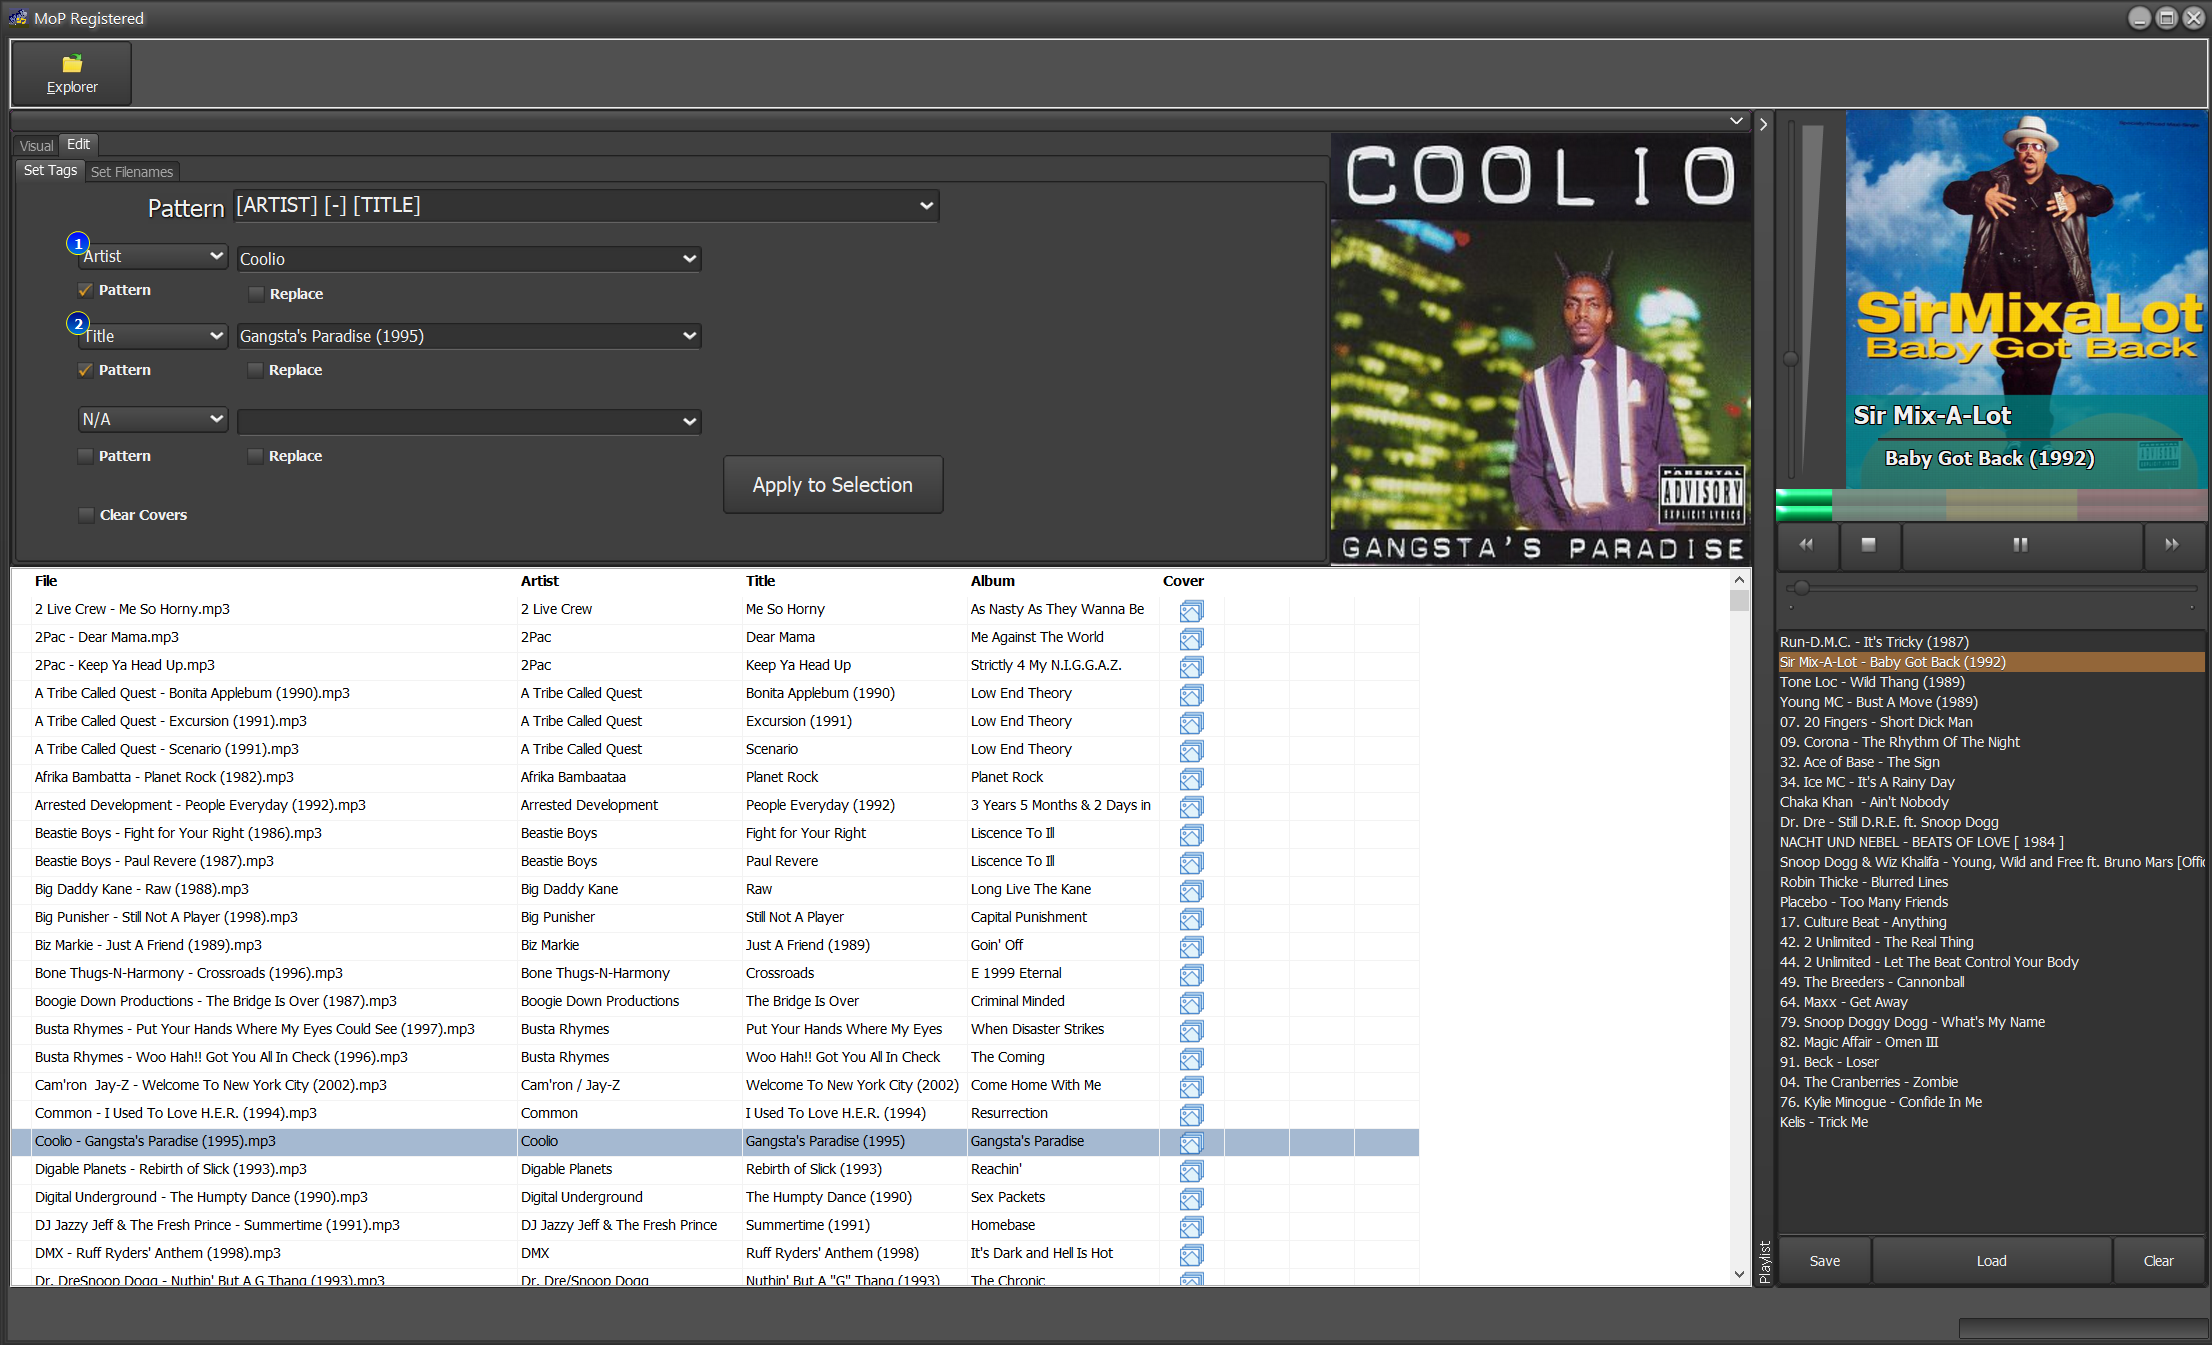 MoP Registered
Explorer
Visual
Edit
Set Tags
Set Filenames
Pattern
[ARTIST] [-] [TITLE]
1
Artist
Coolio
Pattern
Replace
2
Title
Gangsta's Paradise (1995)
Pattern
Replace
N/A
Pattern
Replace
Clear Covers
Apply to Selection
COOLIO
PARENTAL
ADVISORY
EXPLICIT LYRICS
GANGSTA'S PARADISE
SirMixaLot
Baby Got Back
Sir Mix-A-Lot
Baby Got Back (1992)
File Artist Title Album Cover
2 Live Crew - Me So Horny.mp3 2 Live Crew Me So Horny As Nasty As They Wanna Be
2Pac - Dear Mama.mp3 2Pac Dear Mama Me Against The World
2Pac - Keep Ya Head Up.mp3 2Pac Keep Ya Head Up Strictly 4 My N.I.G.G.A.Z.
A Tribe Called Quest - Bonita Applebum (1990).mp3 A Tribe Called Quest Bonita Applebum (1990) Low End Theory
A Tribe Called Quest - Excursion (1991).mp3 A Tribe Called Quest Excursion (1991) Low End Theory
A Tribe Called Quest - Scenario (1991).mp3 A Tribe Called Quest Scenario Low End Theory
Afrika Bambatta - Planet Rock (1982).mp3 Afrika Bambaataa Planet Rock Planet Rock
Arrested Development - People Everyday (1992).mp3 Arrested Development People Everyday (1992) 3 Years 5 Months & 2 Days in
Beastie Boys - Fight for Your Right (1986).mp3 Beastie Boys Fight for Your Right Liscence To Ill
Beastie Boys - Paul Revere (1987).mp3 Beastie Boys Paul Revere Liscence To Ill
Big Daddy Kane - Raw (1988).mp3 Big Daddy Kane Raw Long Live The Kane
Big Punisher - Still Not A Player (1998).mp3 Big Punisher Still Not A Player Capital Punishment
Biz Markie - Just A Friend (1989).mp3 Biz Markie Just A Friend (1989) Goin' Off
Bone Thugs-N-Harmony - Crossroads (1996).mp3 Bone Thugs-N-Harmony Crossroads E 1999 Eternal
Boogie Down Productions - The Bridge Is Over (1987).mp3 Boogie Down Productions The Bridge Is Over Criminal Minded
Busta Rhymes - Put Your Hands Where My Eyes Could See (1997).mp3 Busta Rhymes Put Your Hands Where My Eyes When Disaster Strikes
Busta Rhymes - Woo Hah!! Got You All In Check (1996).mp3 Busta Rhymes Woo Hah!! Got You All In Check The Coming
Cam'ron  Jay-Z - Welcome To New York City (2002).mp3 Cam'ron / Jay-Z Welcome To New York City (2002) Come Home With Me
Common - I Used To Love H.E.R. (1994).mp3 Common I Used To Love H.E.R. (1994) Resurrection
Coolio - Gangsta's Paradise (1995).mp3 Coolio Gangsta's Paradise (1995) Gangsta's Paradise
Digable Planets - Rebirth of Slick (1993).mp3 Digable Planets Rebirth of Slick (1993) Reachin'
Digital Underground - The Humpty Dance (1990).mp3 Digital Underground The Humpty Dance (1990) Sex Packets
DJ Jazzy Jeff & The Fresh Prince - Summertime (1991).mp3 DJ Jazzy Jeff & The Fresh Prince Summertime (1991) Homebase
DMX - Ruff Ryders' Anthem (1998).mp3 DMX Ruff Ryders' Anthem (1998) It's Dark and Hell Is Hot
Dr. DreSnoop Dogg - Nuthin' But A G Thang (1993).mp3 Dr. Dre/Snoop Dogg Nuthin' But A "G" Thang (1993) The Chronic
Run-D.M.C. - It's Tricky (1987)
Sir Mix-A-Lot - Baby Got Back (1992)
Tone Loc - Wild Thang (1989)
Young MC - Bust A Move (1989)
07. 20 Fingers - Short Dick Man
09. Corona - The Rhythm Of The Night
32. Ace of Base - The Sign
34. Ice MC - It's A Rainy Day
Chaka Khan  - Ain't Nobody
Dr. Dre - Still D.R.E. ft. Snoop Dogg
NACHT UND NEBEL - BEATS OF LOVE [ 1984 ]
Snoop Dogg & Wiz Khalifa - Young, Wild and Free ft. Bruno Mars [Offic
Robin Thicke - Blurred Lines
Placebo - Too Many Friends
17. Culture Beat - Anything
42. 2 Unlimited - The Real Thing
44. 2 Unlimited - Let The Beat Control Your Body
49. The Breeders - Cannonball
64. Maxx - Get Away
79. Snoop Doggy Dogg - What's My Name
82. Magic Affair - Omen III
91. Beck - Loser
04. The Cranberries - Zombie
76. Kylie Minogue - Confide In Me
Kelis - Trick Me
Playlist
Save
Load
Clear